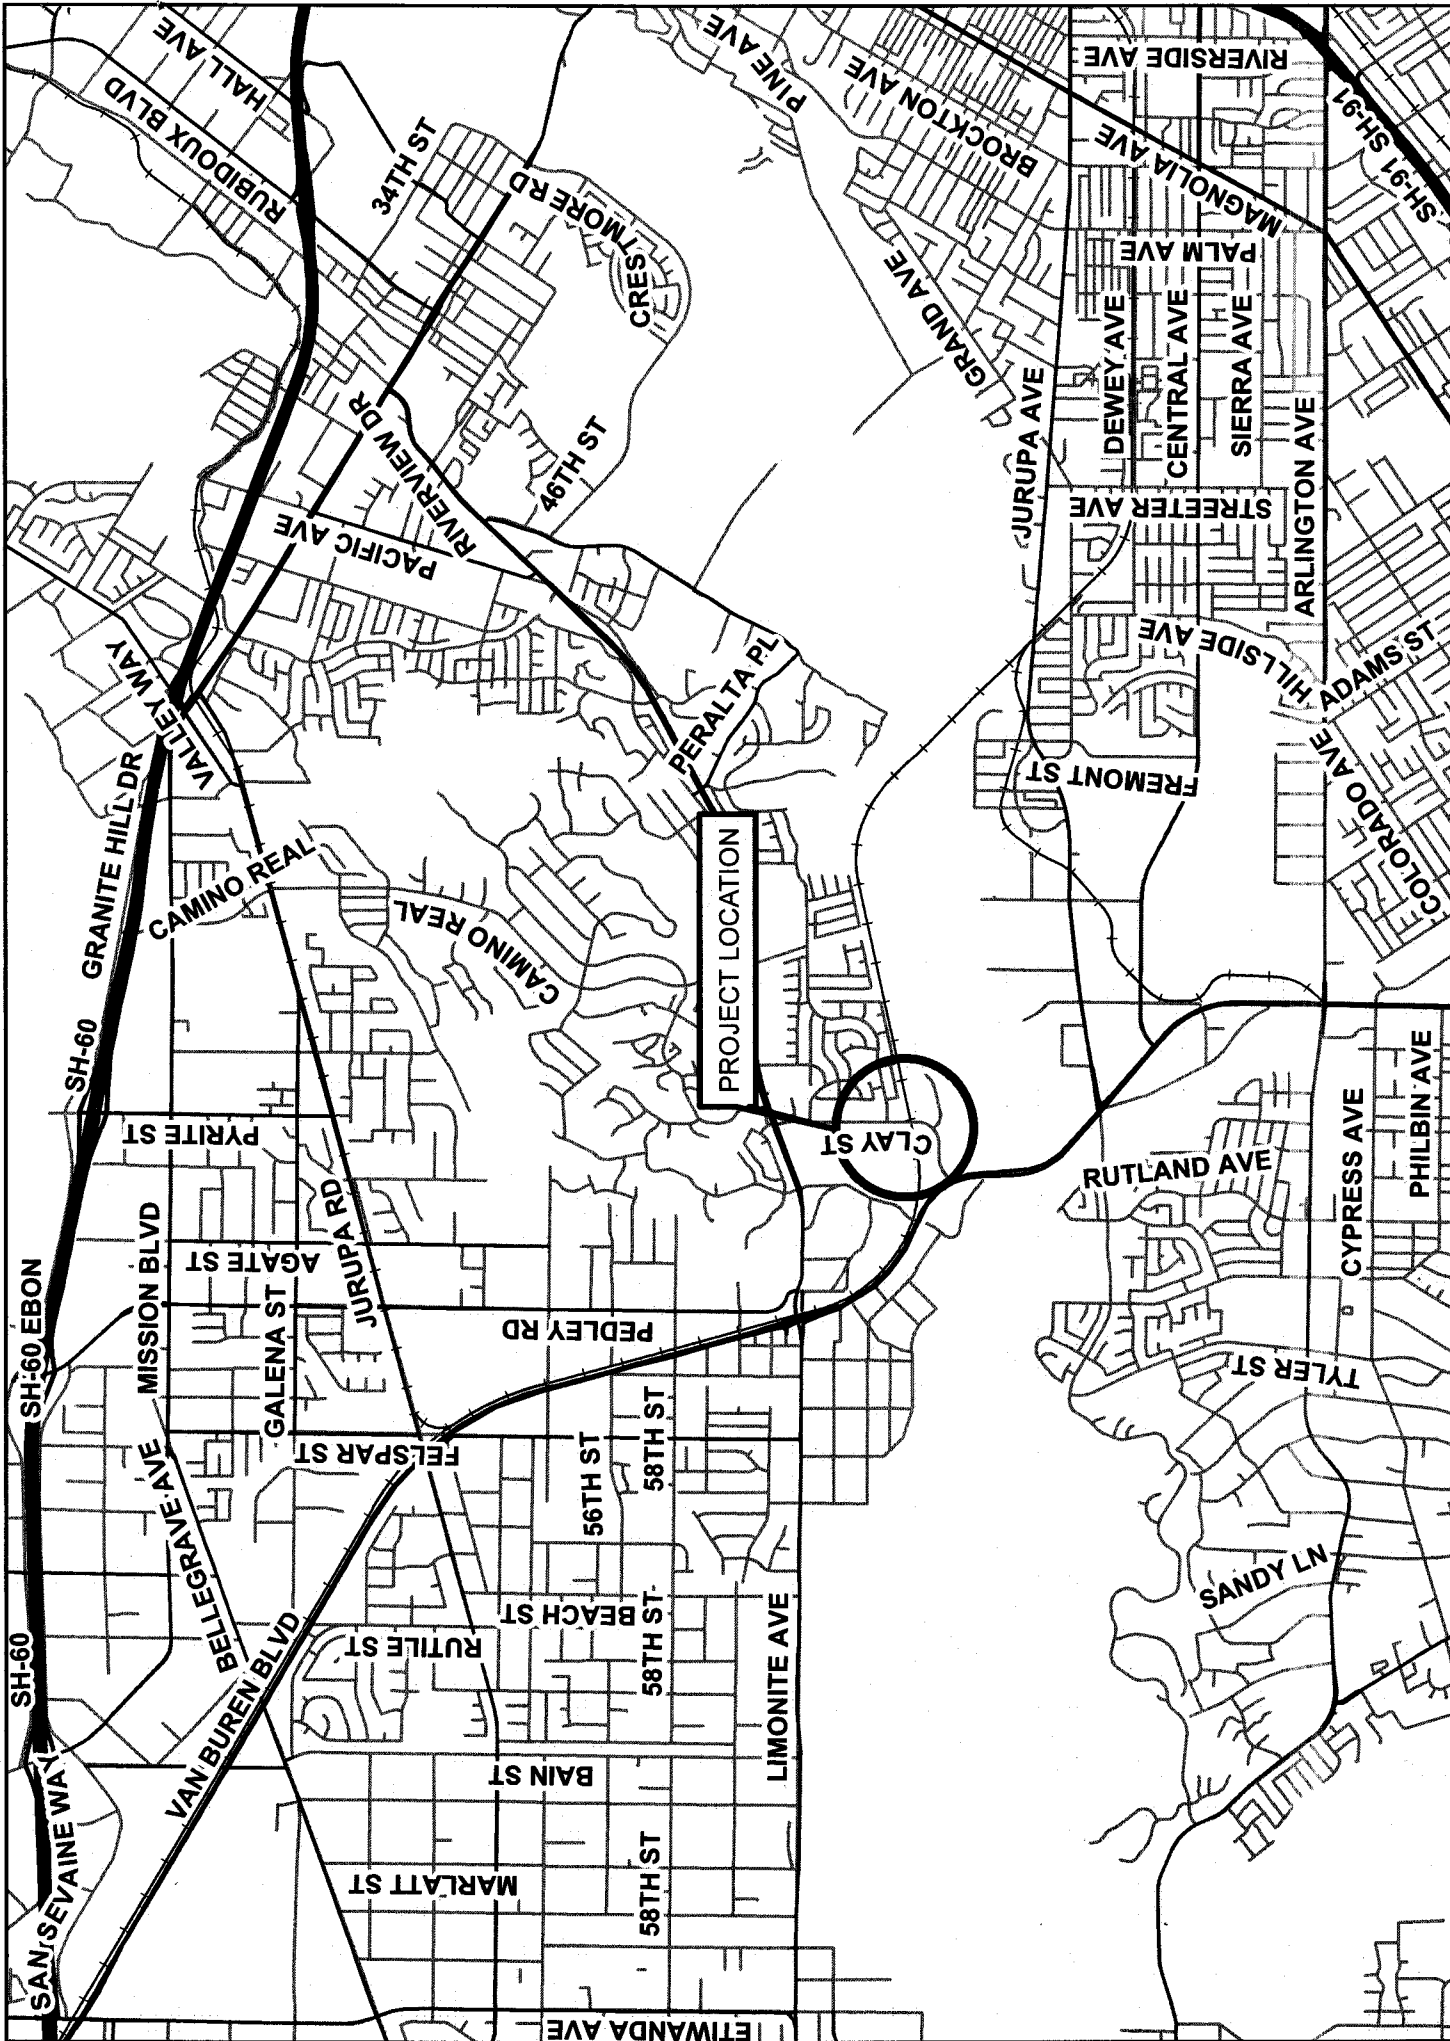 SAN SEVAINE WAY
SH-60
SH-60 EBON
SH-60
GRANITE HILL DR
VALLEY WAY
RUBIDOUX BLVD
HALL AVE
VAN BUREN BLVD
BELLEGRAVE AVE
MISSION BLVD
AGATE ST
PYRITE ST
CAMINO REAL
PACIFIC AVE
34TH ST
GALENA ST
FELSPAR ST
JURUPA RD
CAMINO REAL
RIVERVIEW DR
CRESTMORE RD
MARLATT ST
BAIN ST
RUTILE ST
BEACH ST
56TH ST
PEDLEY RD
46TH ST
PINE AVE
ETIWANDA AVE
58TH ST
58TH ST
58TH ST
PERALTA PL
BROCKTON AVE
LIMONITE AVE
PROJECT LOCATION
GRAND AVE
CLAY ST
JURUPA AVE
FREMONT ST
RIVERSIDE AVE
MAGNOLIA AVE
PALM AVE
DEWEY AVE
CENTRAL AVE
SIERRA AVE
STREETER AVE
HILLSIDE AVE
ARLINGTON AVE
RUTLAND AVE
TYLER ST
SANDY LN
CYPRESS AVE
PHILBIN AVE
COLORADO AVE
ADAMS ST
SH-91
SH-91